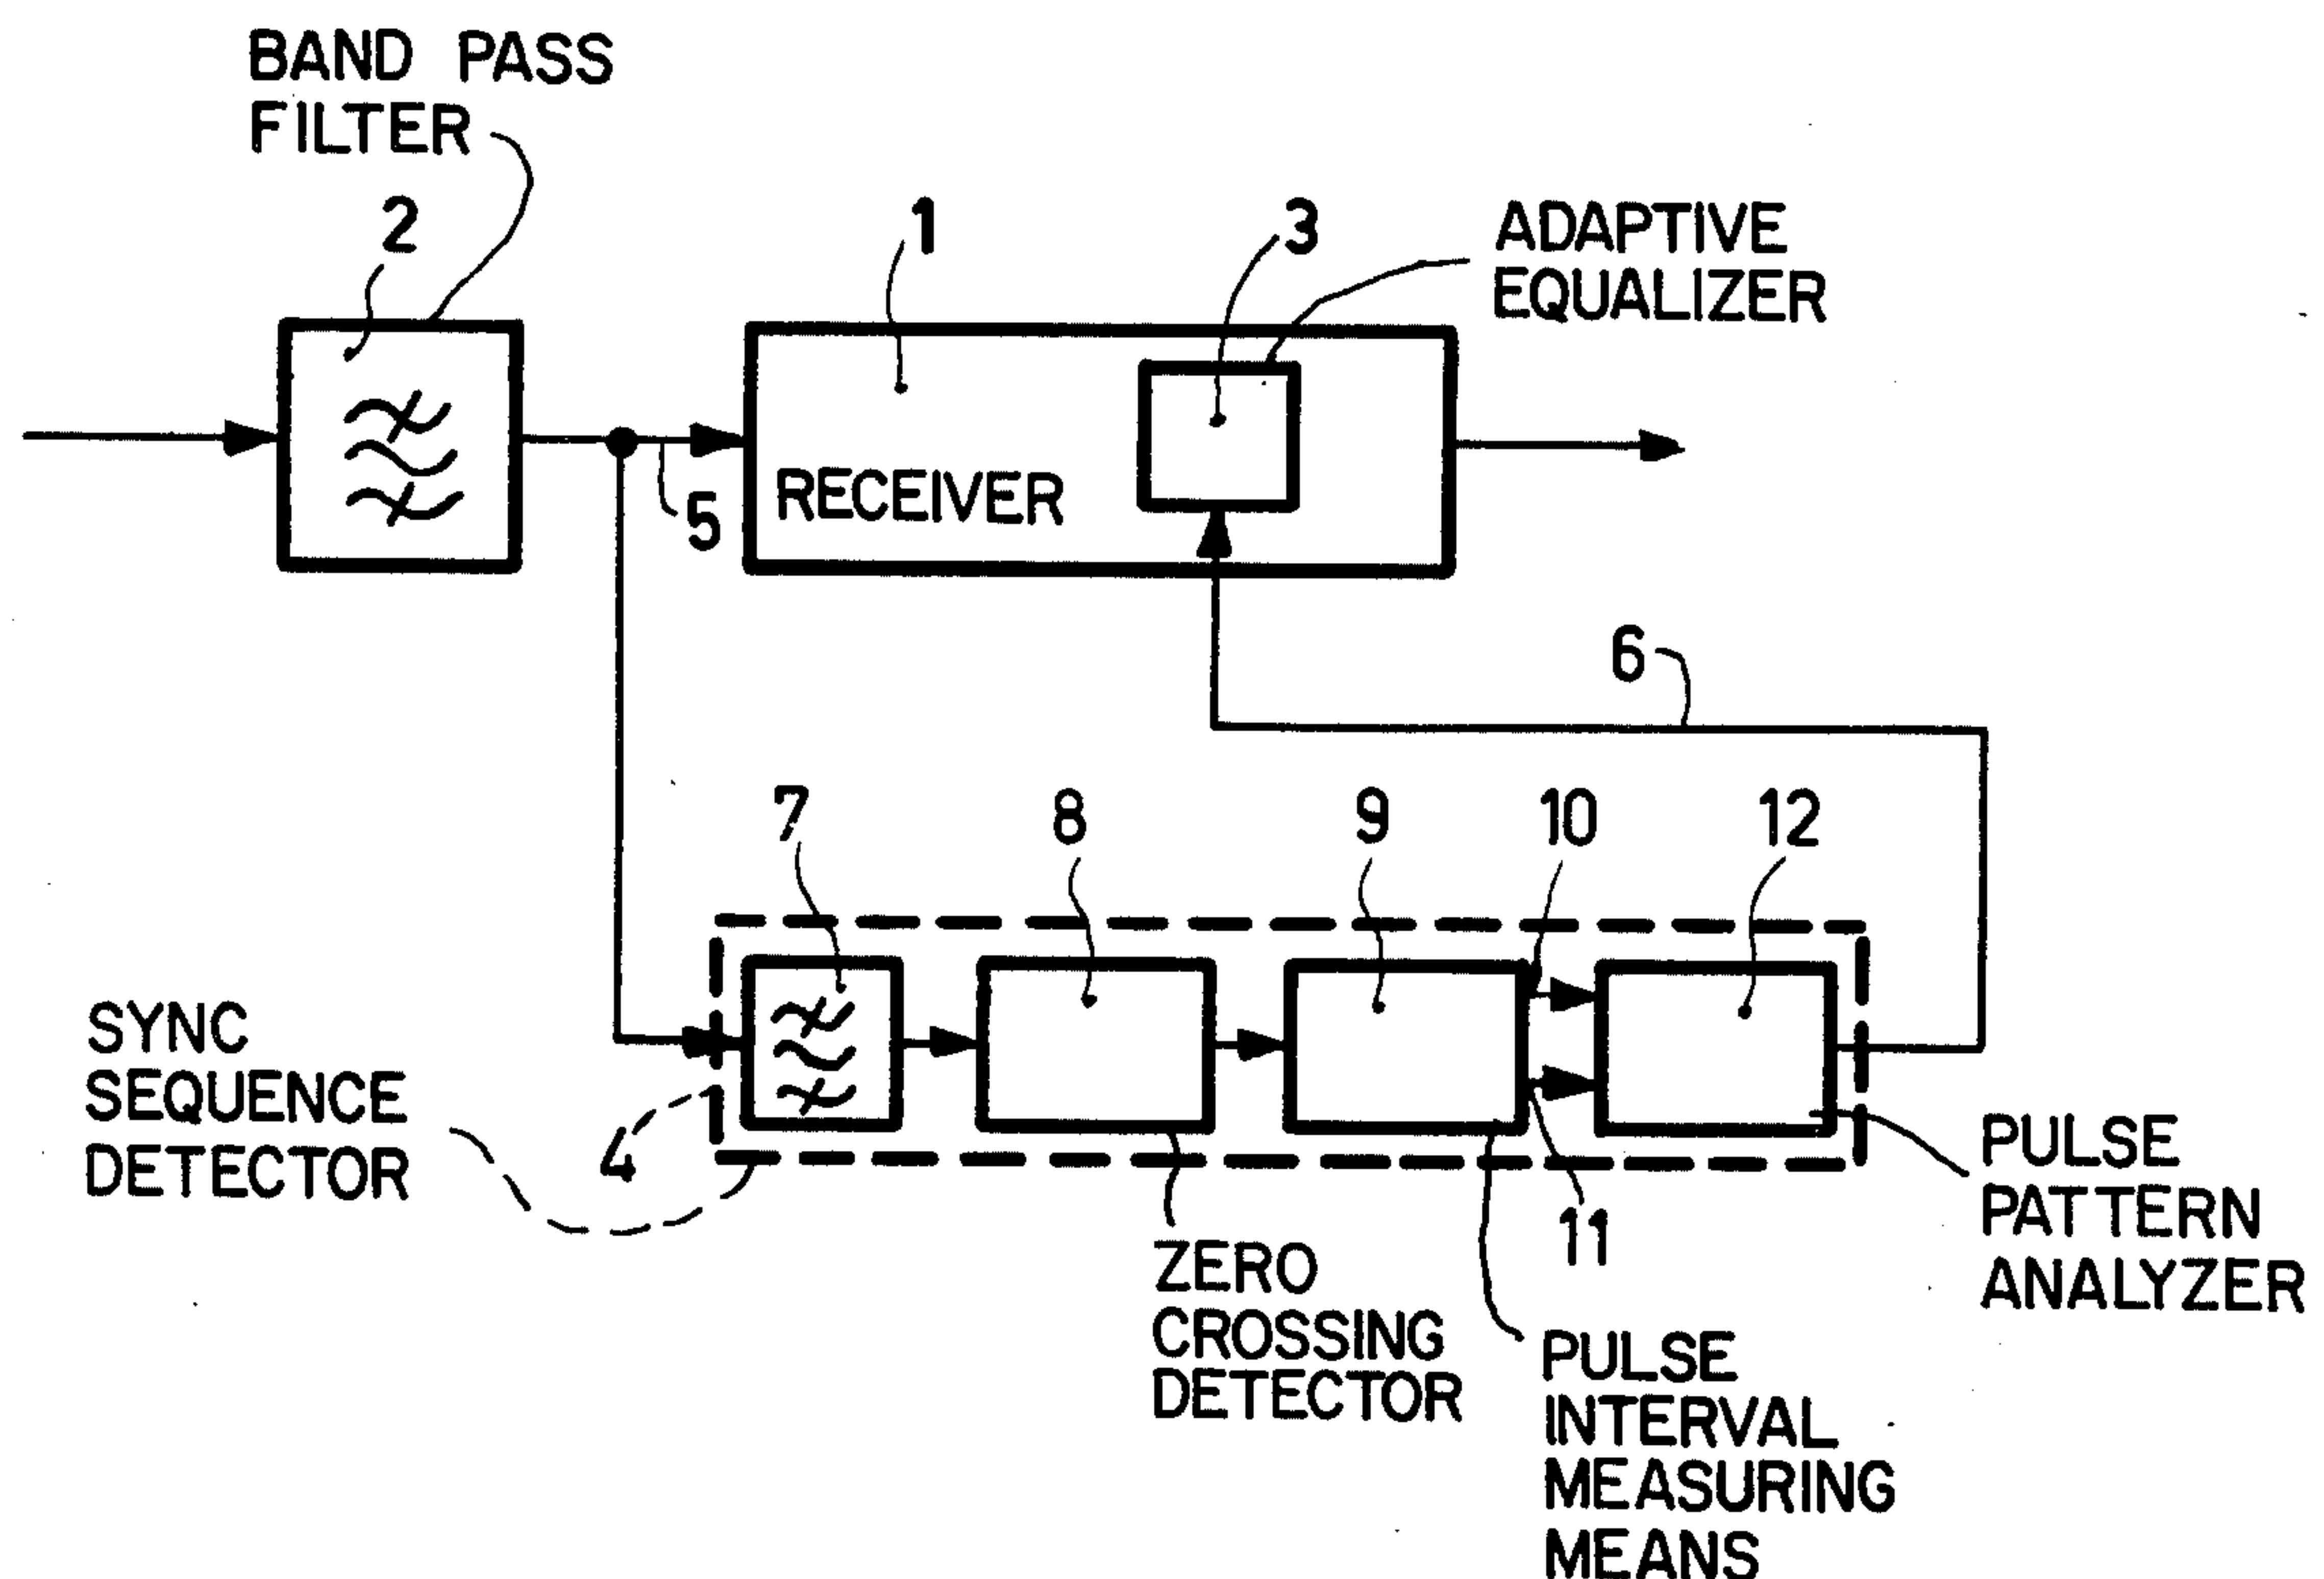 BAND PASS
FILTER
2
1
3
ADAPTIVE
EQUALIZER
5
RECEIVER
6
7
8
9
10
12
SYNC
SEQUENCE
DETECTOR
4
11
PULSE
PATTERN
ANALYZER
ZERO
CROSSING
DETECTOR
PULSE
INTERVAL
MEASURING
MEANS